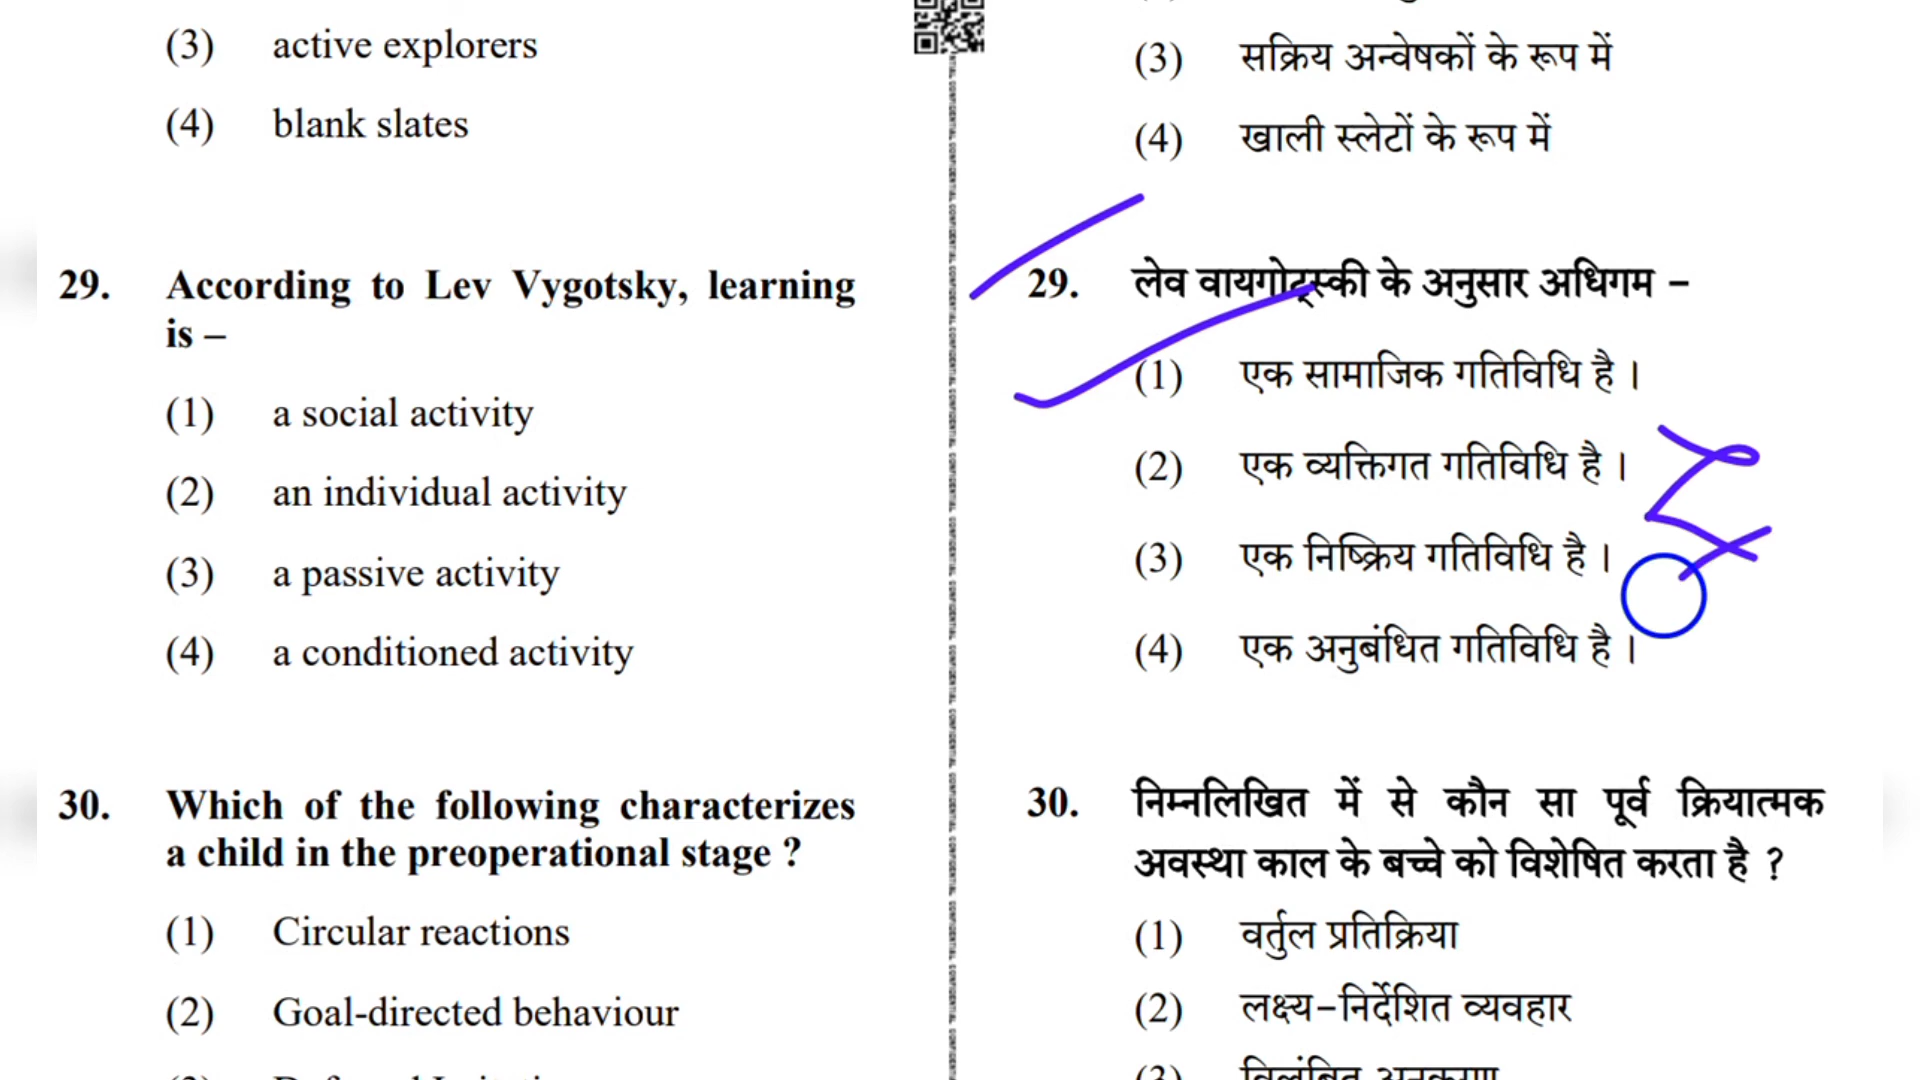 (3) active explorers
(4) blank slates
29. According to Lev Vygotsky, learning
is –
(1) a social activity
(2) an individual activity
(3) a passive activity
(4) a conditioned activity
30. Which of the following characterizes
a child in the preoperational stage ?
(1) Circular reactions
(2) Goal-directed behaviour
(3) सक्रिय अन्वेषकों के रूप में
(4) खाली स्लेटों के रूप में
29. लेव वायगोट्स्की के अनुसार अधिगम –
(1) एक सामाजिक गतिविधि है ।
(2) एक व्यक्तिगत गतिविधि है ।
(3) एक निष्क्रिय गतिविधि है ।
(4) एक अनुबंधित गतिविधि है ।
30. निम्नलिखित में से कौन सा पूर्व क्रियात्मक
अवस्था काल के बच्चे को विशेषित करता है ?
(1) वर्तुल प्रतिक्रिया
(2) लक्ष्य-निर्देशित व्यवहार